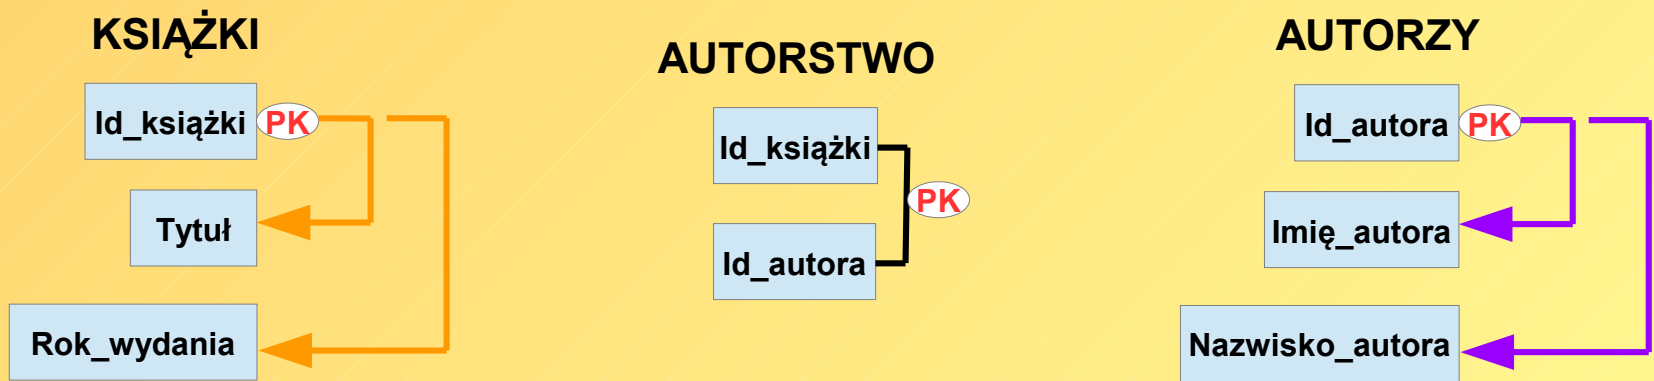 KSIĄŻKI
Id_książki
PK
Tytuł
Rok_wydania
AUTORSTWO
Id_książki
PK
Id_autora
AUTORZY
Id_autora
PK
Imię_autora
Nazwisko_autora